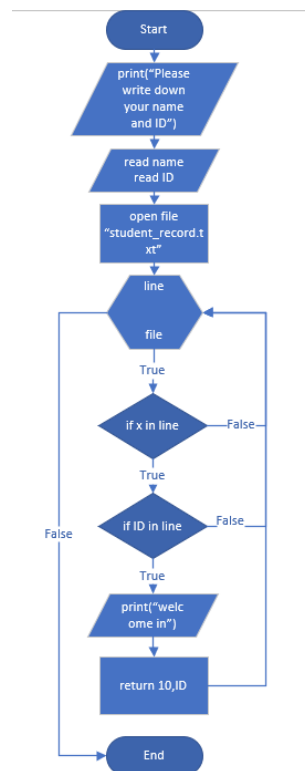 Start
print(“Please
write down
your name
and ID”)
read name
read ID
open file
“student_record.t
xt”
line
file
True
if x in line
False
True
if ID in line
False
False
True
print(“welc
ome in”)
return 10,ID
End